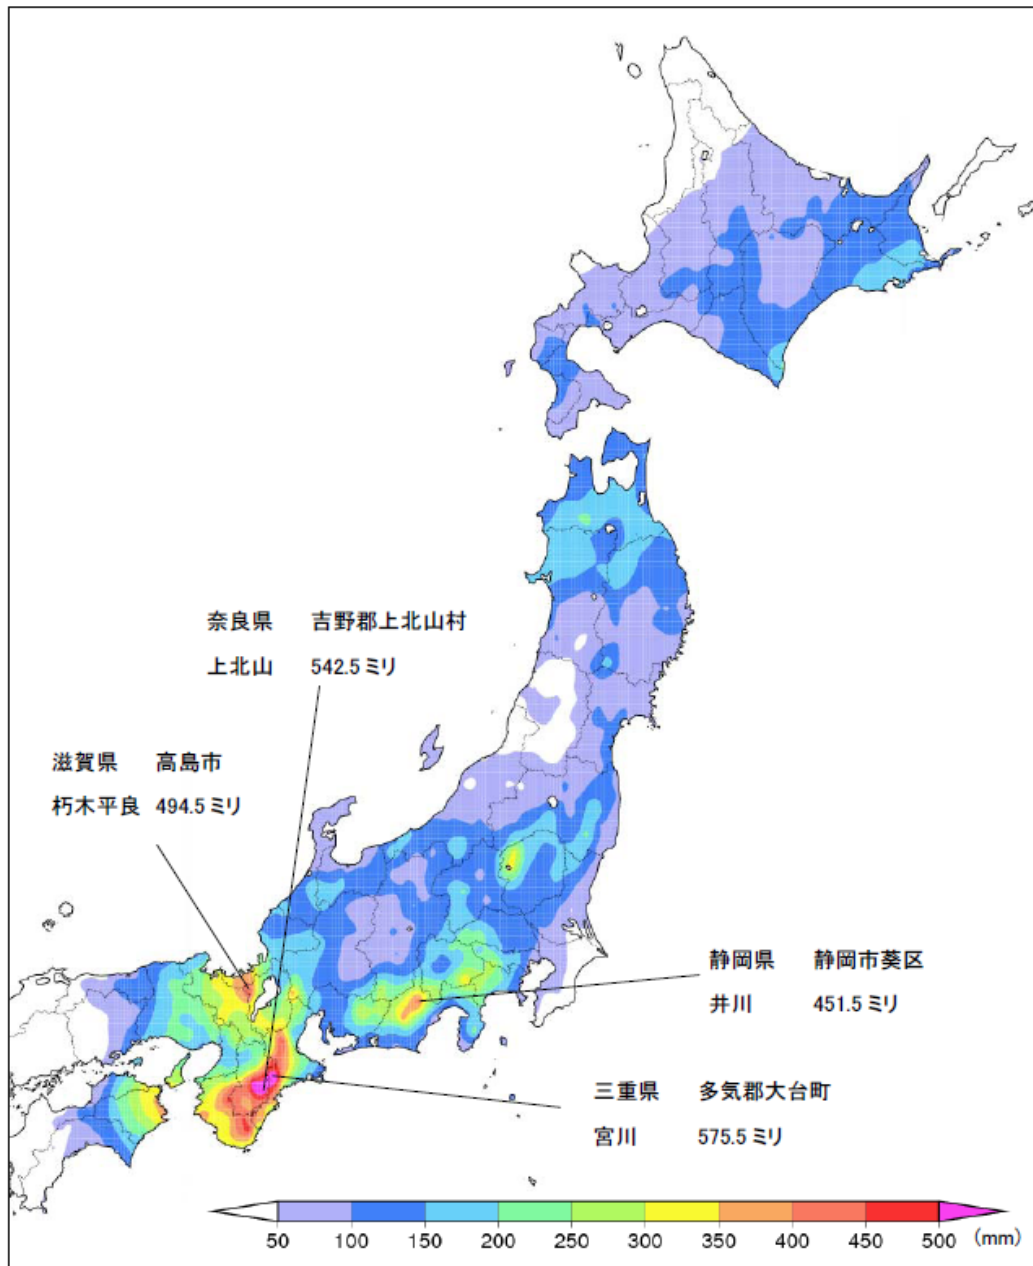 奈良県 吉野郡上北山村
上北山 542.5 ミリ
滋賀県 高島市
朽木平良 494.5 ミリ
静岡県 静岡市葵区
井川 451.5 ミリ
三重県 多気郡大台町
宮川 575.5 ミリ
50 100 150 200 250 300 350 400 450 500 (mm)